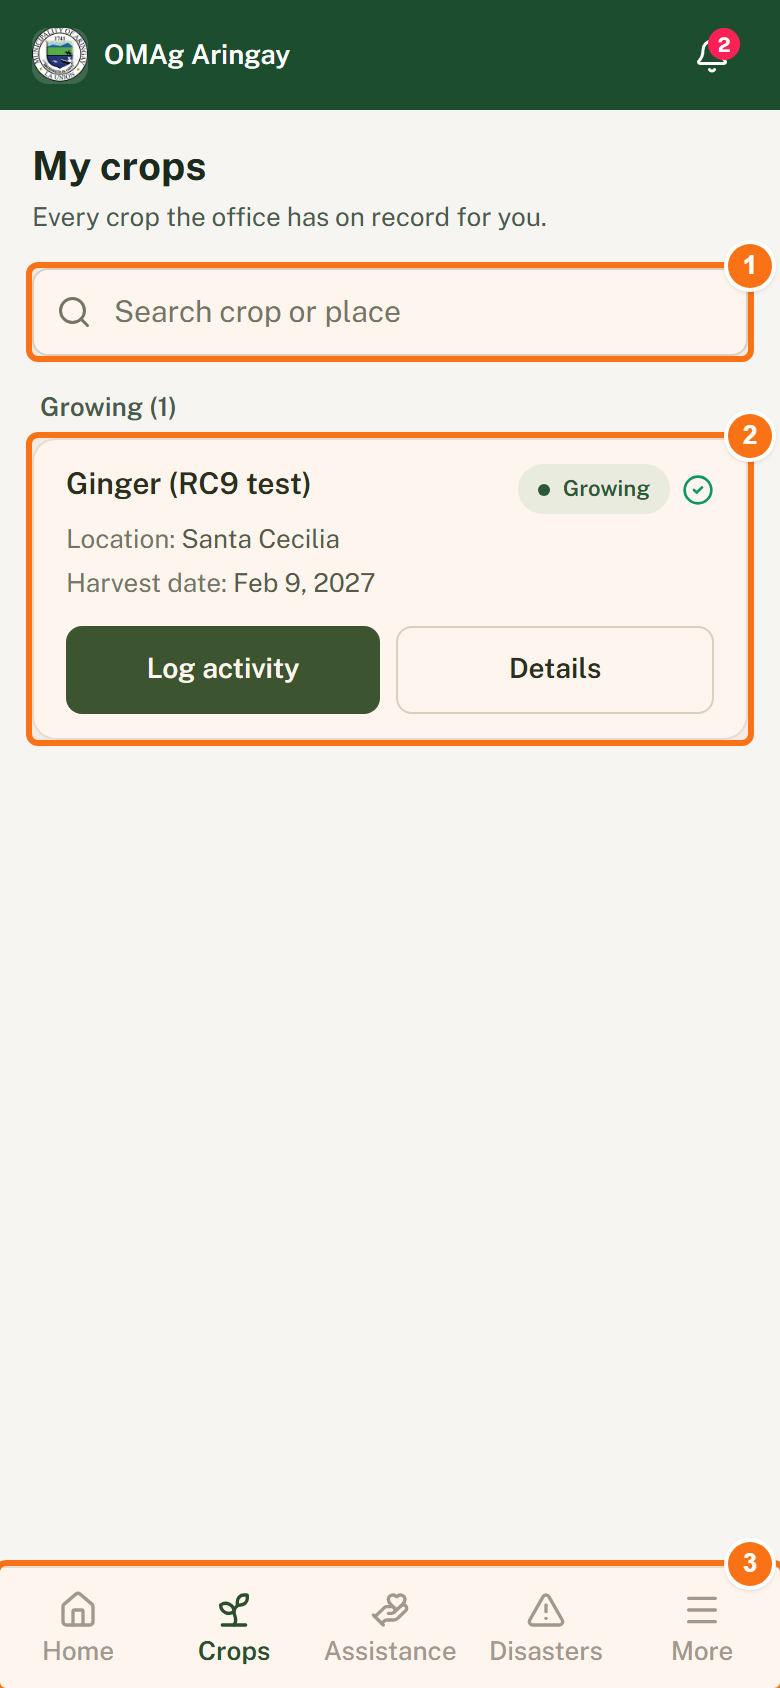 OMAg Aringay
2
My crops
Every crop the office has on record for you.
1
Search crop or place
Growing (1)
2
Ginger (RC9 test)
Growing
Location: Santa Cecilia
Harvest date: Feb 9, 2027
Log activity
Details
3
Home
Crops
Assistance
Disasters
More